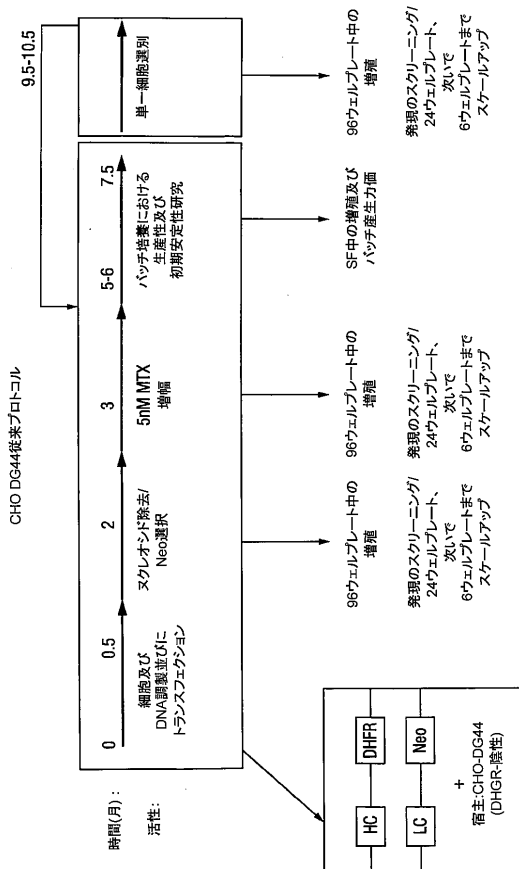 CHO DG44従来プロトコル
9.5-10.5
時間(月)：
0
0.5
2
3
5-6
7.5
活性：
細胞及び
DNA調製並びに
トランスフェクション
ヌクレオシド除去/
Neo選択
5nM MTX
増幅
バッチ培養における
生産性及び
初期安定性研究
単一細胞選別
96ウェルプレート中の
増殖
発現のスクリーニング/
24ウェルプレート、
次いで
6ウェルプレートまで
スケールアップ
96ウェルプレート中の
増殖
発現のスクリーニング/
24ウェルプレート、
次いで
6ウェルプレートまで
スケールアップ
SF中の増殖及び
バッチ産生力価
96ウェルプレート中の
増殖
発現のスクリーニング/
24ウェルプレート、
次いで
6ウェルプレートまで
スケールアップ
HC
DHFR
LC
Neo
+
宿主:CHO-DG44
(DHGR-陰性)